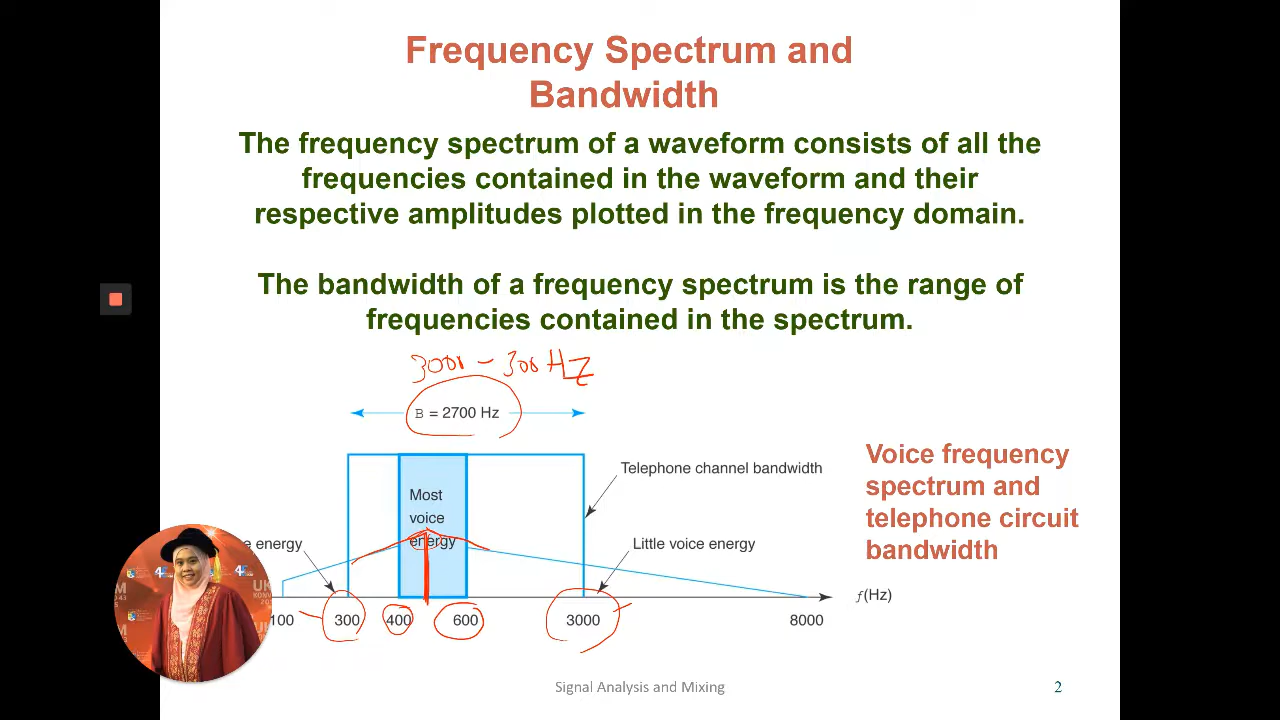 Frequency Spectrum and
Bandwidth
The frequency spectrum of a waveform consists of all the
frequencies contained in the waveform and their
respective amplitudes plotted in the frequency domain.
The bandwidth of a frequency spectrum is the range of
frequencies contained in the spectrum.
3000 - 300 HZ
B = 2700 Hz
Telephone channel bandwidth
Most
voice
energy
energy
Little voice energy
Voice frequency
spectrum and
telephone circuit
bandwidth
f(Hz)
100 300 400 600 3000 8000
Signal Analysis and Mixing
2